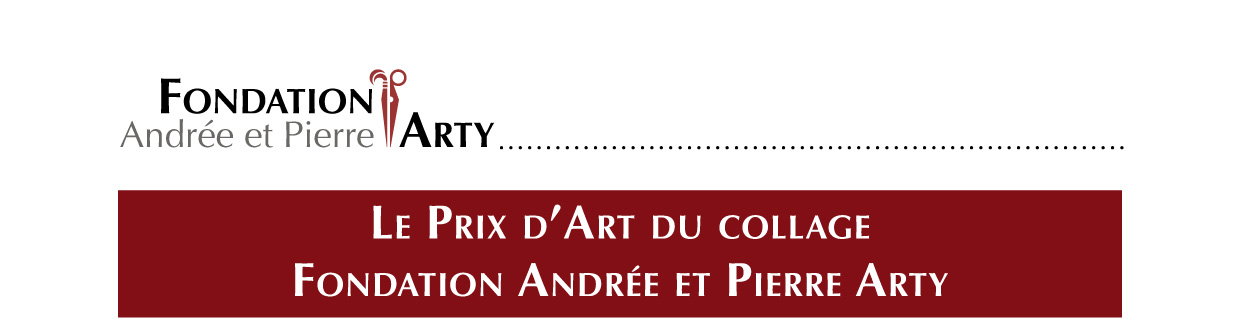 Fondation
Andrée et Pierre Arty
Le Prix d'Art du collage
Fondation Andrée et Pierre Arty